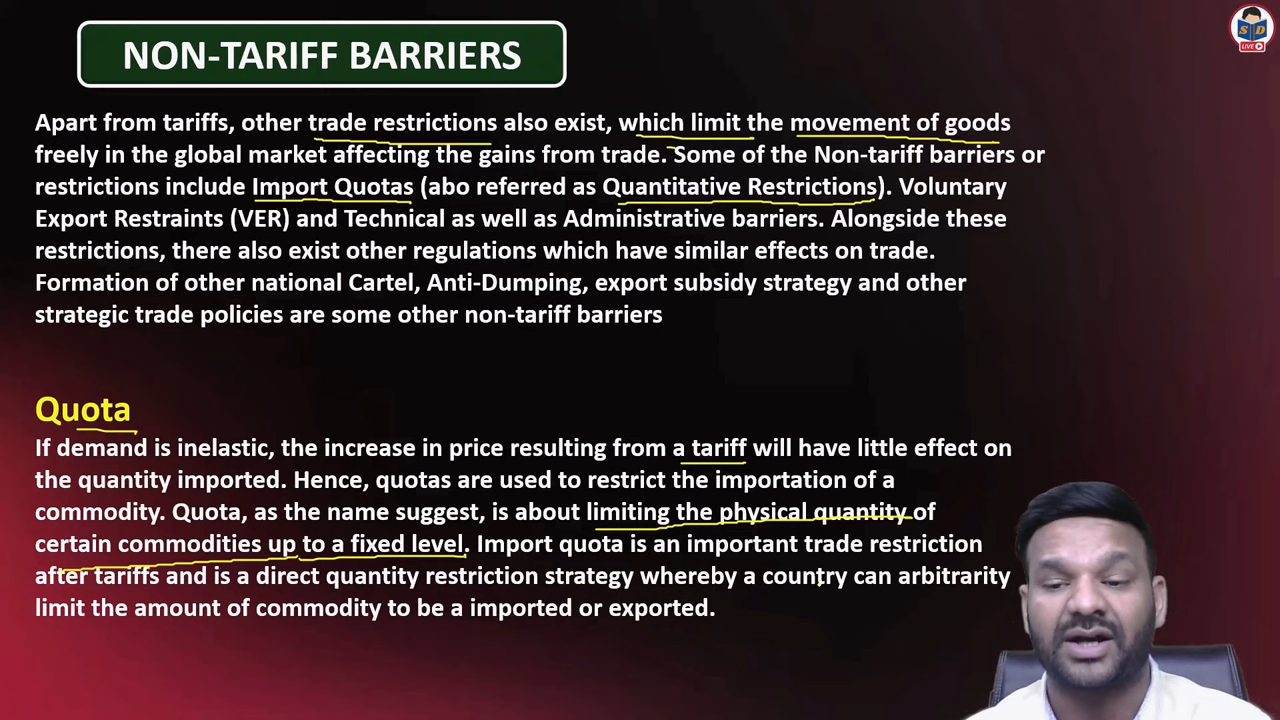 NON-TARIFF BARRIERS
S D
LIVE
Apart from tariffs, other trade restrictions also exist, which limit the movement of goods
freely in the global market affecting the gains from trade. Some of the Non-tariff barriers or
restrictions include Import Quotas (abo referred as Quantitative Restrictions). Voluntary
Export Restraints (VER) and Technical as well as Administrative barriers. Alongside these
restrictions, there also exist other regulations which have similar effects on trade.
Formation of other national Cartel, Anti-Dumping, export subsidy strategy and other
strategic trade policies are some other non-tariff barriers
Quota
If demand is inelastic, the increase in price resulting from a tariff will have little effect on
the quantity imported. Hence, quotas are used to restrict the importation of a
commodity. Quota, as the name suggest, is about limiting the physical quantity of
certain commodities up to a fixed level. Import quota is an important trade restriction
after tariffs and is a direct quantity restriction strategy whereby a country can arbitrarity
limit the amount of commodity to be a imported or exported.